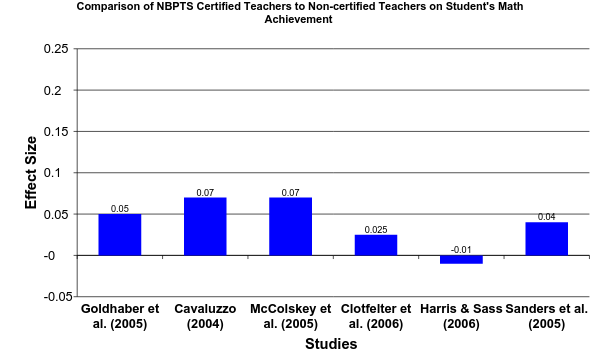 Comparison of NBPTS Certified Teachers to Non-certified Teachers on Student's Math
Achievement
0.25
0.2
0.15
0.1
0.05
-0
-0.05
Effect Size
0.05
0.07
0.07
0.025
-0.01
0.04
Goldhaber et
al. (2005)
Cavaluzzo
(2004)
McColskey et
al. (2005)
Clotfelter et
al. (2006)
Harris & Sass
(2006)
Sanders et al.
(2005)
Studies